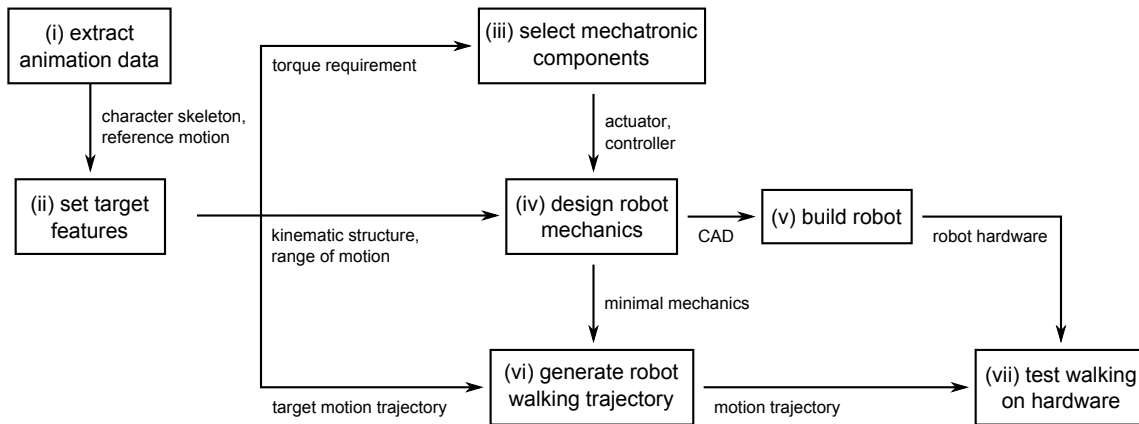 (i) extract
animation data
character skeleton,
reference motion
(ii) set target
features
torque requirement
(iii) select mechatronic
components
actuator,
controller
kinematic structure,
range of motion
(iv) design robot
mechanics
CAD
(v) build robot
robot hardware
minimal mechanics
target motion trajectory
(vi) generate robot
walking trajectory
motion trajectory
(vii) test walking
on hardware